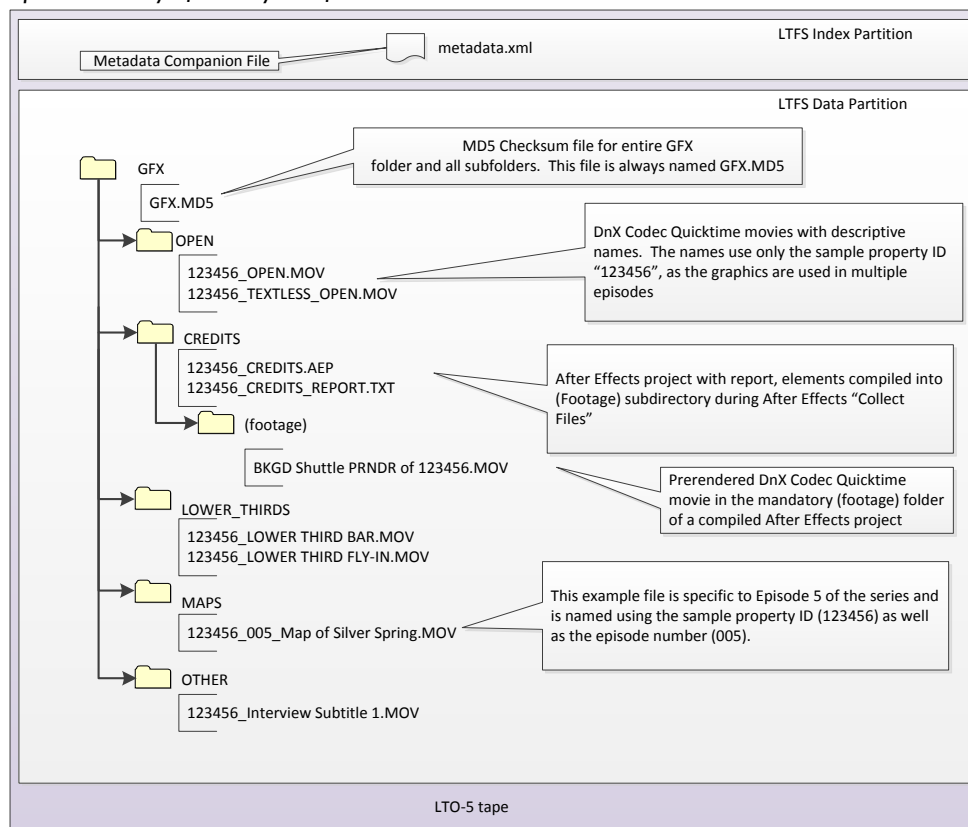 LTFS Index Partition
metadata.xml
Metadata Companion File
LTFS Data Partition
MD5 Checksum file for entire GFX
folder and all subfolders.  This file is always named GFX.MD5
GFX
GFX.MD5
OPEN
DnX Codec Quicktime movies with descriptive
names.  The names use only the sample property ID
“123456”, as the graphics are used in multiple
episodes
123456_OPEN.MOV
123456_TEXTLESS_OPEN.MOV
CREDITS
123456_CREDITS.AEP
123456_CREDITS_REPORT.TXT
After Effects project with report, elements compiled into
(Footage) subdirectory during After Effects “Collect
Files”
(footage)
BKGD Shuttle PRNDR of 123456.MOV
Prerendered DnX Codec Quicktime
movie in the mandatory (footage) folder
of a compiled After Effects project
LOWER_THIRDS
123456_LOWER THIRD BAR.MOV
123456_LOWER THIRD FLY-IN.MOV
MAPS
This example file is specific to Episode 5 of the series and
is named using the sample property ID (123456) as well
as the episode number (005).
123456_005_Map of Silver Spring.MOV
OTHER
123456_Interview Subtitle 1.MOV
LTO-5 tape